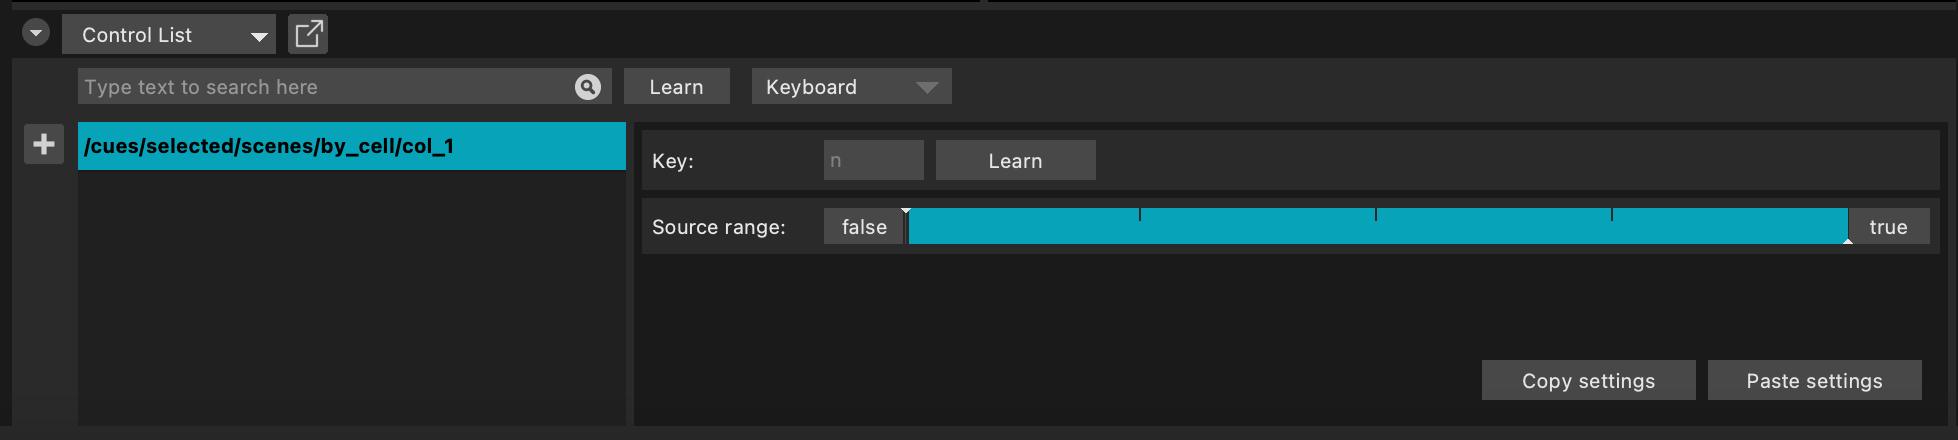 Control List
Type text to search here
Learn
Keyboard
/cues/selected/scenes/by_cell/col_1
Key:
n
Learn
Source range:
false
true
Copy settings
Paste settings